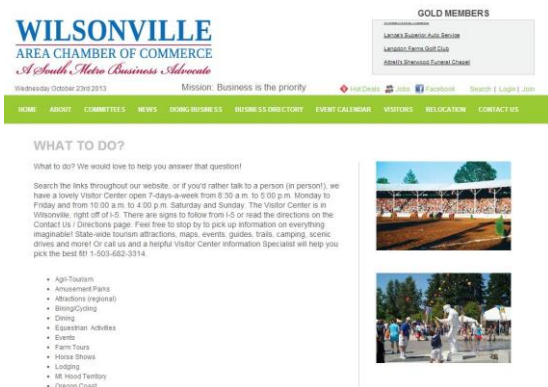 WILSONVILLE
AREA CHAMBER OF COMMERCE
A South Metro Business Advocate
GOLD MEMBERS
Lance's Superior Auto Service
Langdon Farms Golf Club
Attrell's Sherwood Funeral Chapel
Wednesday October 23rd 2013
Mission: Business is the priority
Hot Deals Jobs Facebook Search | Login | Join
HOME ABOUT COMMITTEES NEWS DOING BUSINESS BUSINESS DIRECTORY EVENT CALENDAR VISITORS RELOCATION CONTACT US
WHAT TO DO?
What to do? We would love to help you answer that question!
Search the links throughout our website, or if you'd rather talk to a person (in person!), we
have a lovely Visitor Center open 7-days-a-week from 8:30 a.m. to 5:00 p.m. Monday to
Friday and from 10:00 a.m. to 4:00 p.m. Saturday and Sunday. The Visitor Center is in
Wilsonville, right off of I-5. There are signs to follow from I-5 or read the directions on the
Contact Us / Directions page. Feel free to stop by to pick up information on everything
imaginable! State-wide tourism attractions, maps, events, guides, trails, camping, scenic
drives and more! Or call us and a helpful Visitor Center Information Specialist will help you
pick the best fit! 1-503-682-3314.
• Agri-Tourism
• Amusement Parks
• Attractions (regional)
• Biking/Cycling
• Dining
• Equestrian Activities
• Events
• Farm Tours
• Horse Shows
• Lodging
• Mt. Hood Territory
• Oregon Coast